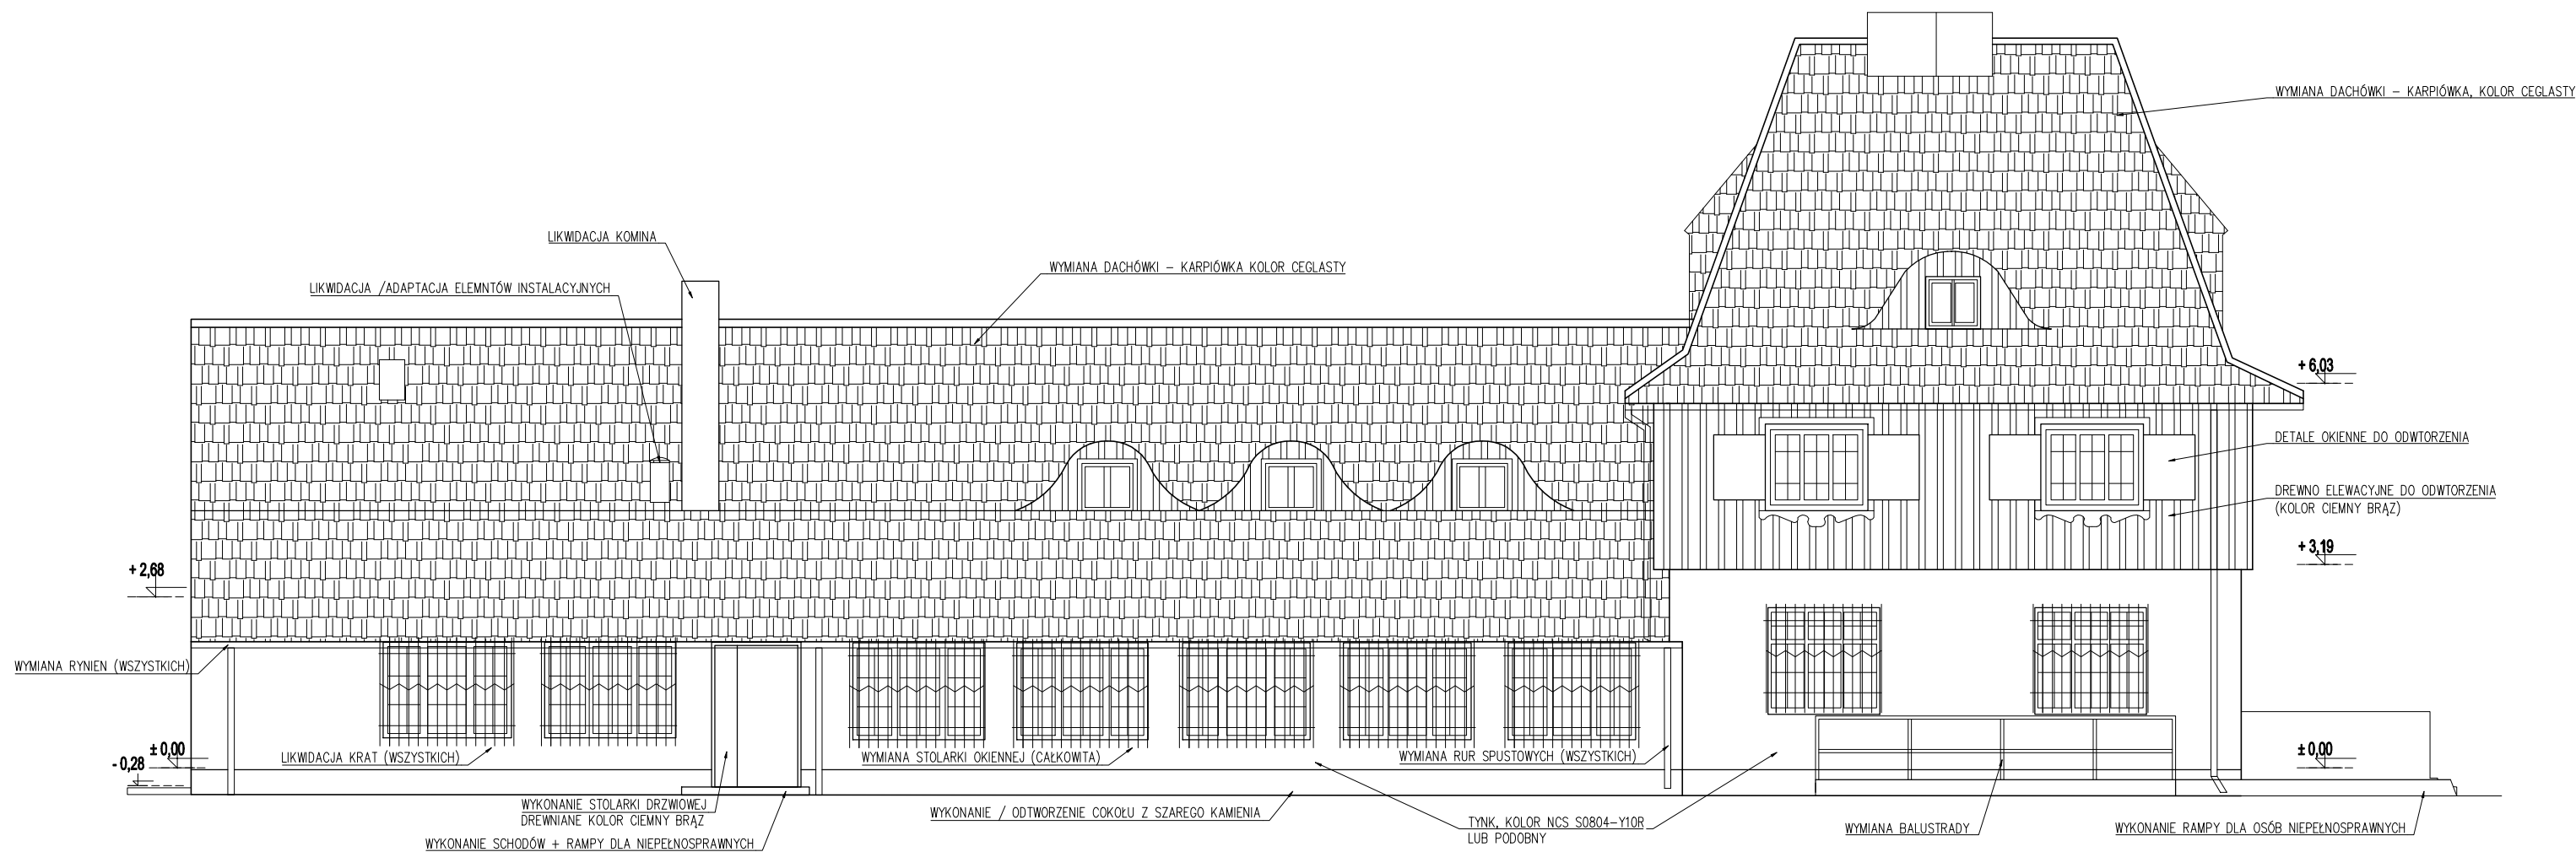 WYMIANA DACHÓWKI – KARPIÓWKA, KOLOR CEGLASTY
LIKWIDACJA KOMINA
WYMIANA DACHÓWKI – KARPIÓWKA KOLOR CEGLASTY
LIKWIDACJA /ADAPTACJA ELEMNTÓW INSTALACYJNYCH
+ 6,03
DETALE OKIENNE DO ODWTORZENIA
DREWNO ELEWACYJNE DO ODWTORZENIA
(KOLOR CIEMNY BRĄZ)
+ 3,19
+ 2,68
WYMIANA RYNIEN (WSZYSTKICH)
± 0,00
- 0,28
LIKWIDACJA KRAT (WSZYSTKICH)
WYMIANA STOLARKI OKIENNEJ (CAŁKOWITA)
WYMIANA RUR SPUSTOWYCH (WSZYSTKICH)
± 0,00
WYKONANIE STOLARKI DRZWIOWEJ
DREWNIANE KOLOR CIEMNY BRĄZ
WYKONANIE SCHODÓW + RAMPY DLA NIEPEŁNOSPRAWNYCH
WYKONANIE / ODTWORZENIE COKOŁU Z SZAREGO KAMIENIA
TYNK, KOLOR NCS S0804–Y10R
LUB PODOBNY
WYMIANA BALUSTRADY
WYKONANIE RAMPY DLA OSÓB NIEPEŁNOSPRAWNYCH